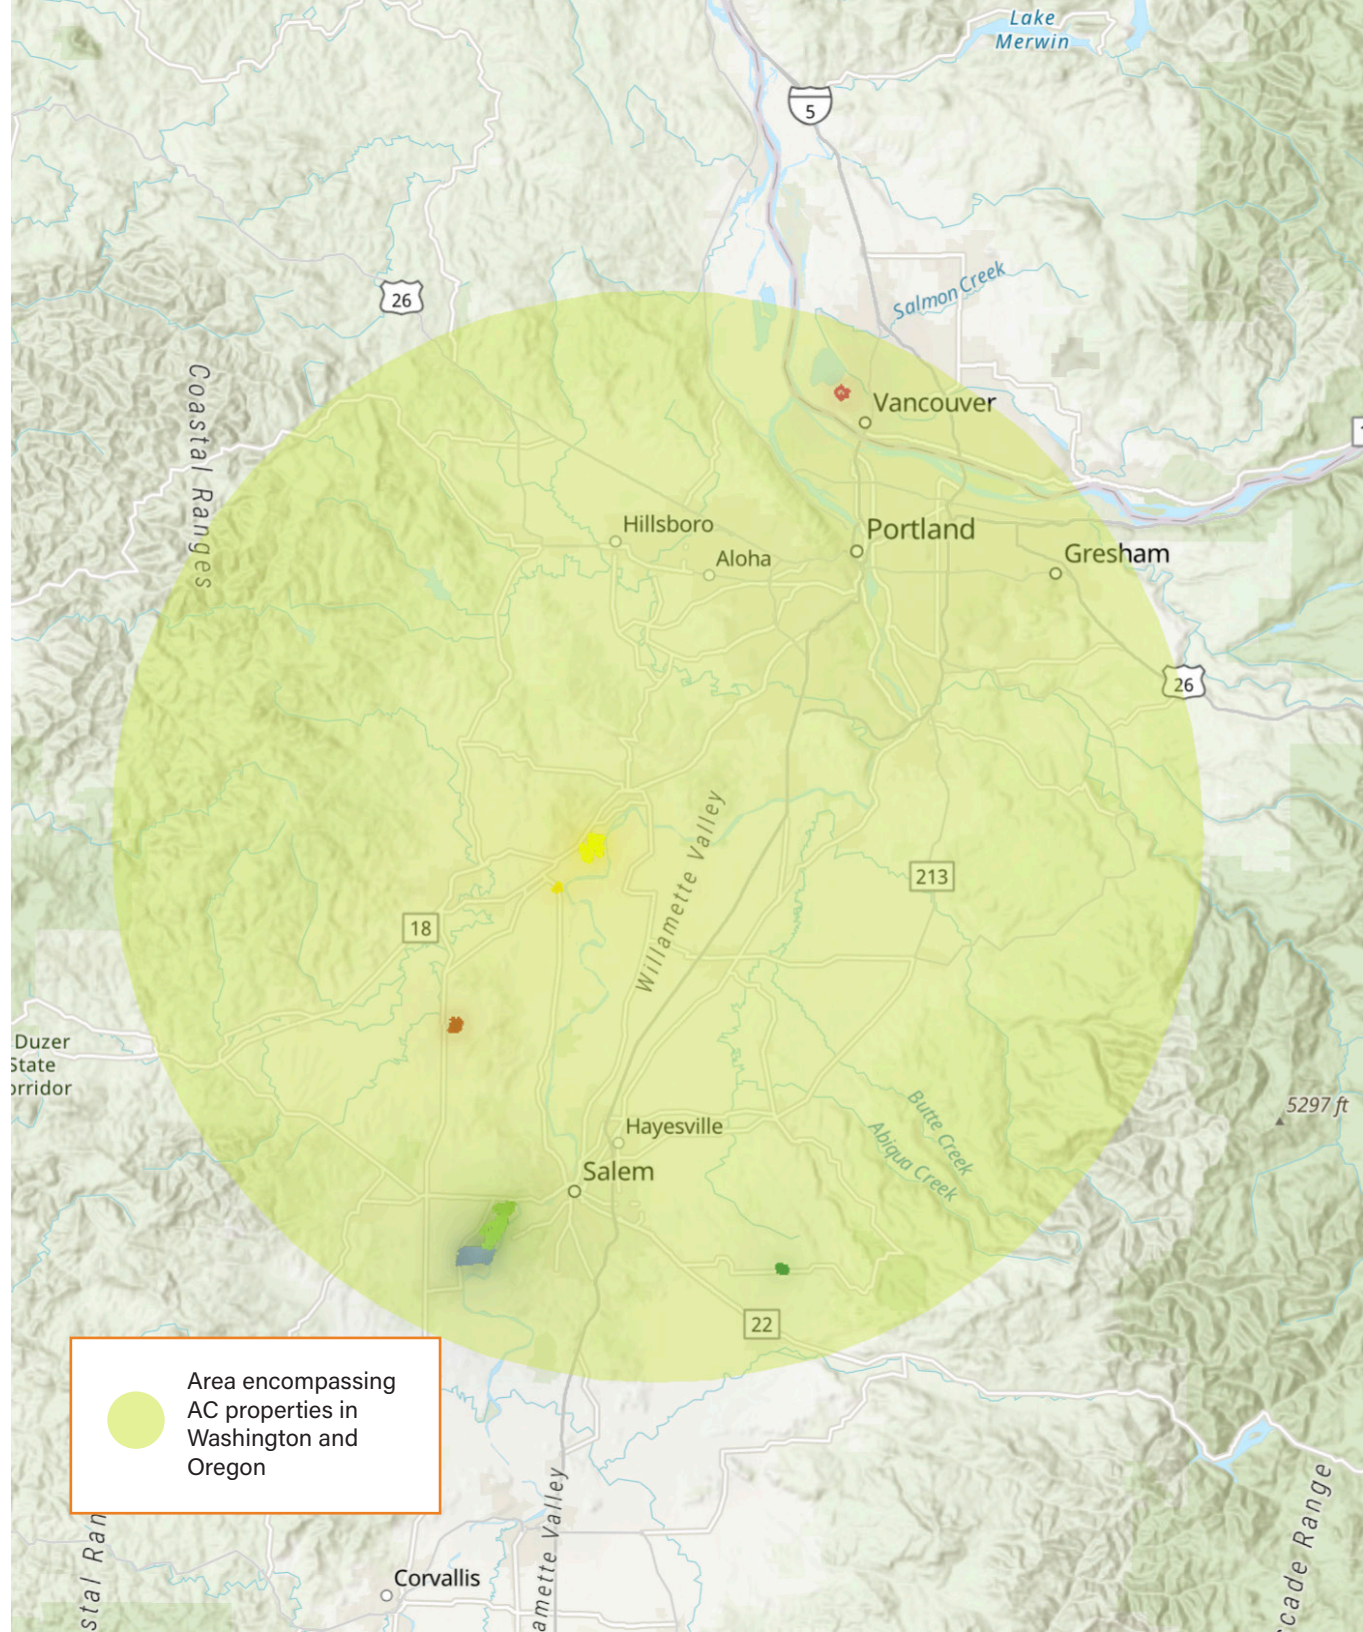 Lake
Merwin
5
Salmon Creek
26
Coastal Ranges
Vancouver
Hillsboro
Portland
Aloha
Gresham
26
Willamette Valley
213
18
Duzer
State
orridor
Butte Creek
Abiqua Creek
5297 ft
Hayesville
Salem
22
Area encompassing
AC properties in
Washington and
Oregon
stal Ran
amette Valley
scade Range
Corvallis